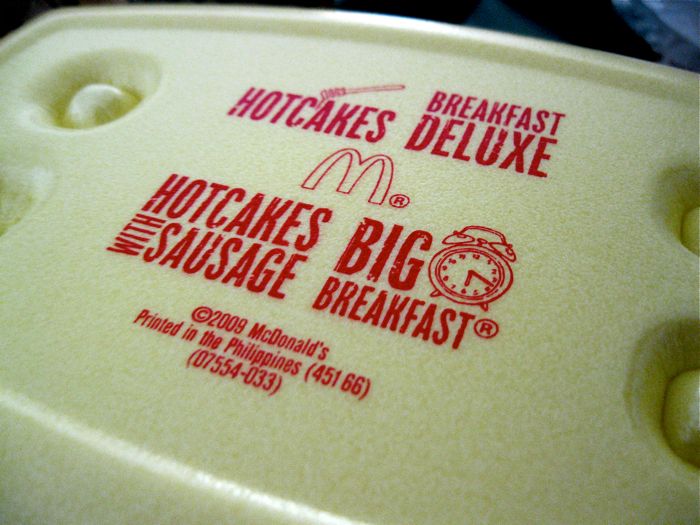 HOTCAKES
BREAKFAST
DELUXE
M®
HOTCAKES
WITH SAUSAGE
BIG
BREAKFAST®
©2009 McDonald's
Printed in the Philippines (451 66)
(07554-033)